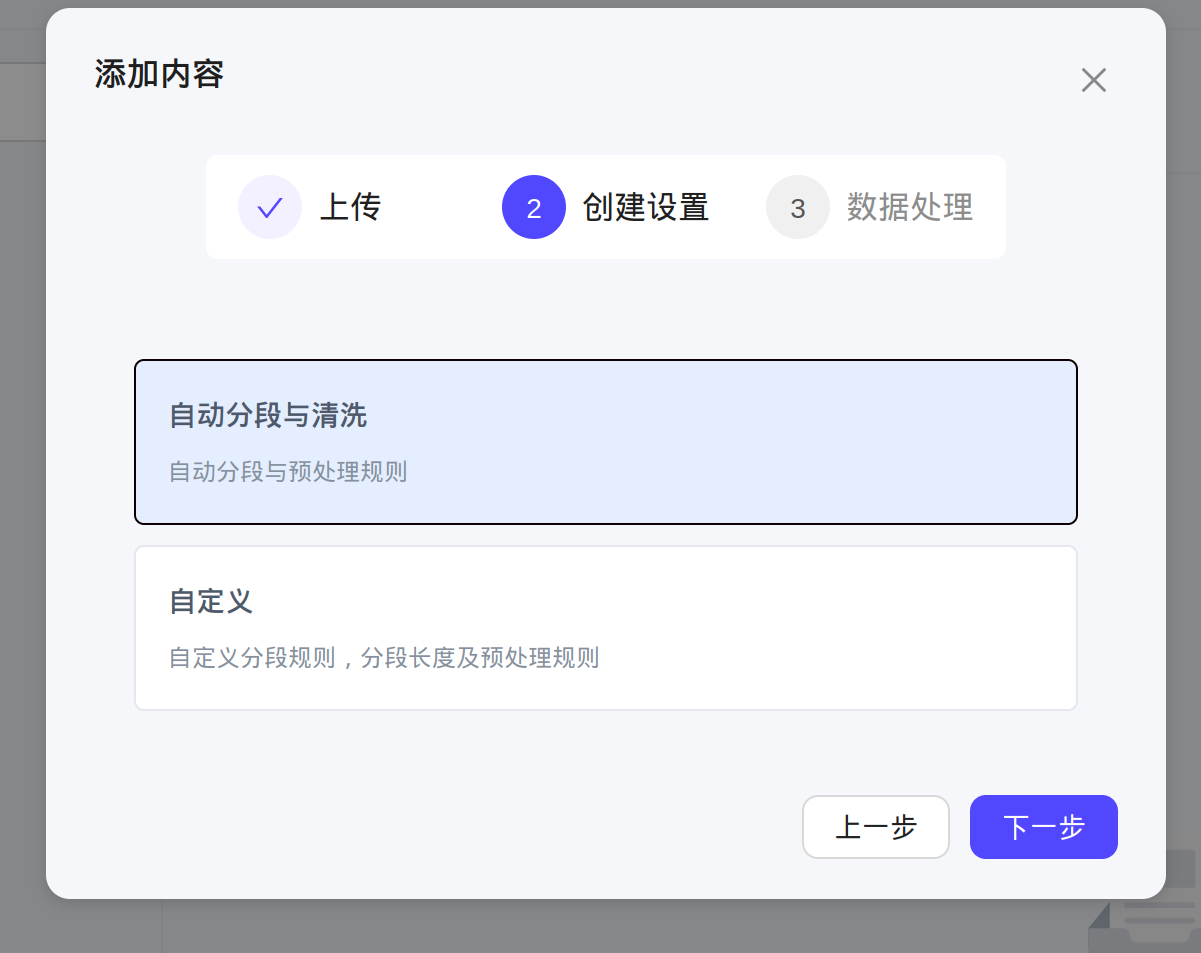 添加内容
上传
2 创建设置
3 数据处理
自动分段与清洗
自动分段与预处理规则
自定义
自定义分段规则，分段长度及预处理规则
上一步
下一步